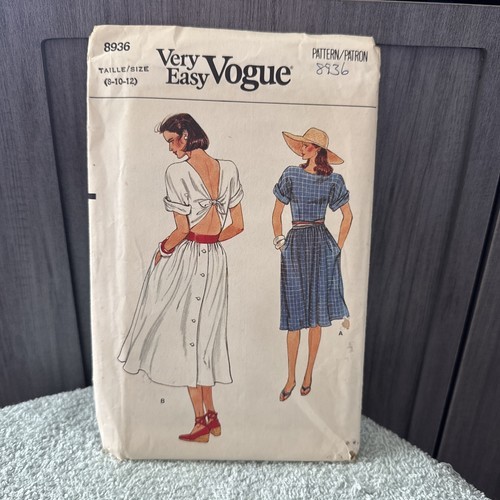 8936
TAILLE/SIZE
(8-10-12)
Very Easy Vogue®
PATTERN/PATRON
8936
A
B